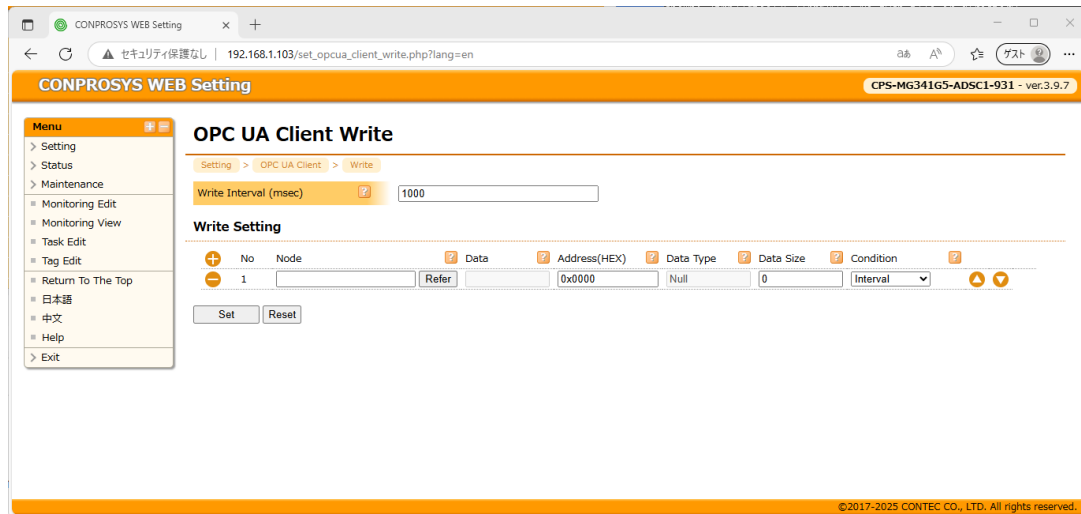 CONPROSYS WEB Setting
セキュリティ保護なし | 192.168.1.103/set_opcua_client_write.php?lang=en
ゲスト
CONPROSYS WEB Setting
CPS-MG341G5-ADSC1-931 - ver.3.9.7
Menu
> Setting
> Status
> Maintenance
Monitoring Edit
Monitoring View
Task Edit
Tag Edit
Return To The Top
日本語
中文
Help
> Exit
OPC UA Client Write
Setting > OPC UA Client > Write
Write Interval (msec) ? 1000
Write Setting
No Node ? Data ? Address(HEX) ? Data Type ? Data Size ? Condition ?
1 Refer 0x0000 Null 0 Interval
Set Reset
©2017-2025 CONTEC CO., LTD. All rights reserved.